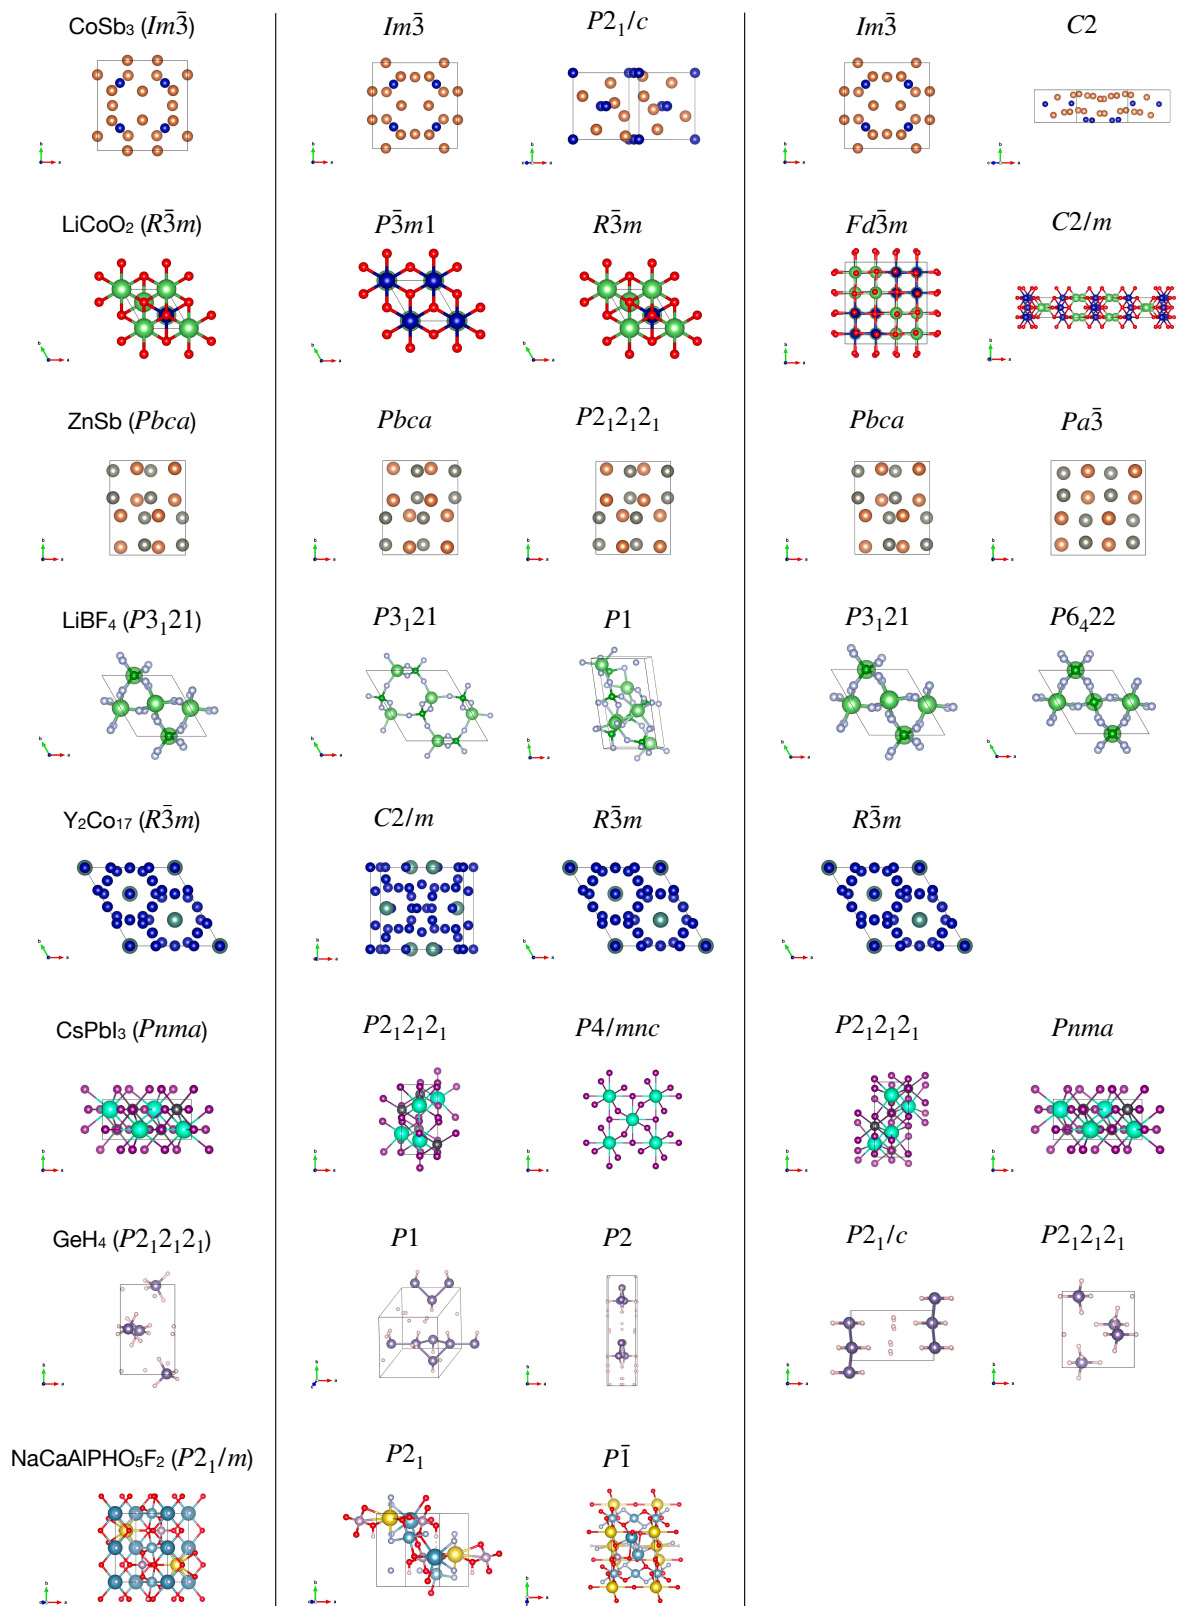 CoSb₃ (Im3̄) Im3̄ P2₁/c Im3̄ C2
LiCoO₂ (R3̄m) P3̄m1 R3̄m Fd3̄m C2/m
ZnSb (Pbca) Pbca P2₁2₁2₁ Pbca Pa3̄
LiBF₄ (P3₁21) P3₁21 P1 P3₁21 P6₄22
Y₂Co₁₇ (R3̄m) C2/m R3̄m R3̄m
CsPbI₃ (Pnma) P2₁2₁2₁ P4/mnc P2₁2₁2₁ Pnma
GeH₄ (P2₁2₁2₁) P1 P2 P2₁/c P2₁2₁2₁
NaCaAlPHO₅F₂ (P2₁/m) P2₁ P1̄